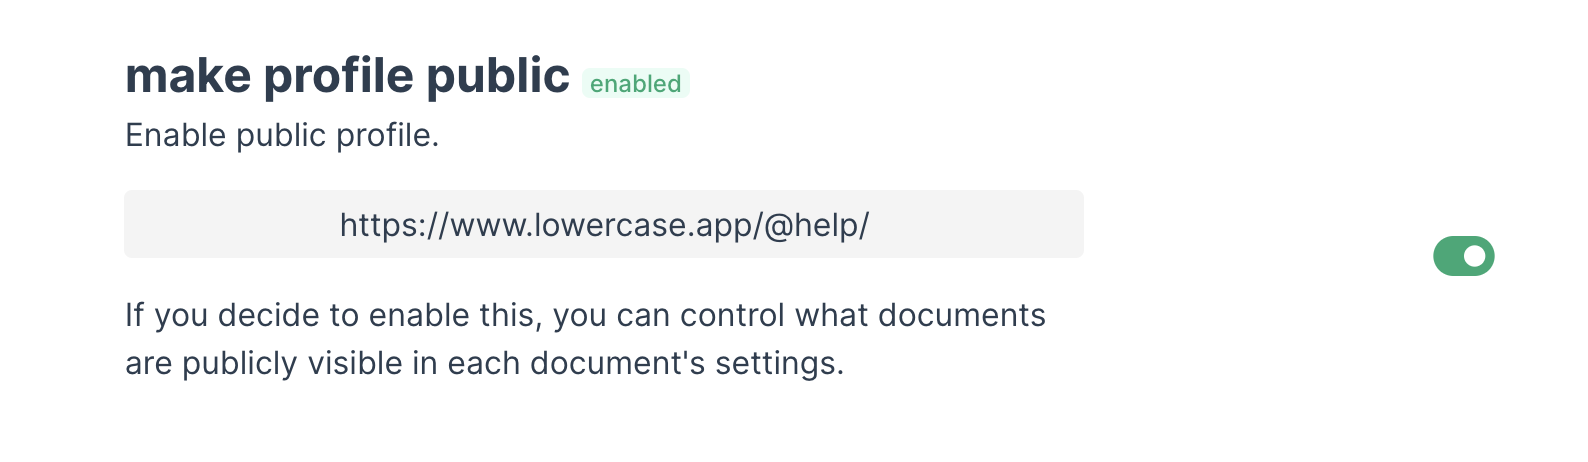 make profile public enabled
Enable public profile.
https://www.lowercase.app/@help/
If you decide to enable this, you can control what documents
are publicly visible in each document's settings.